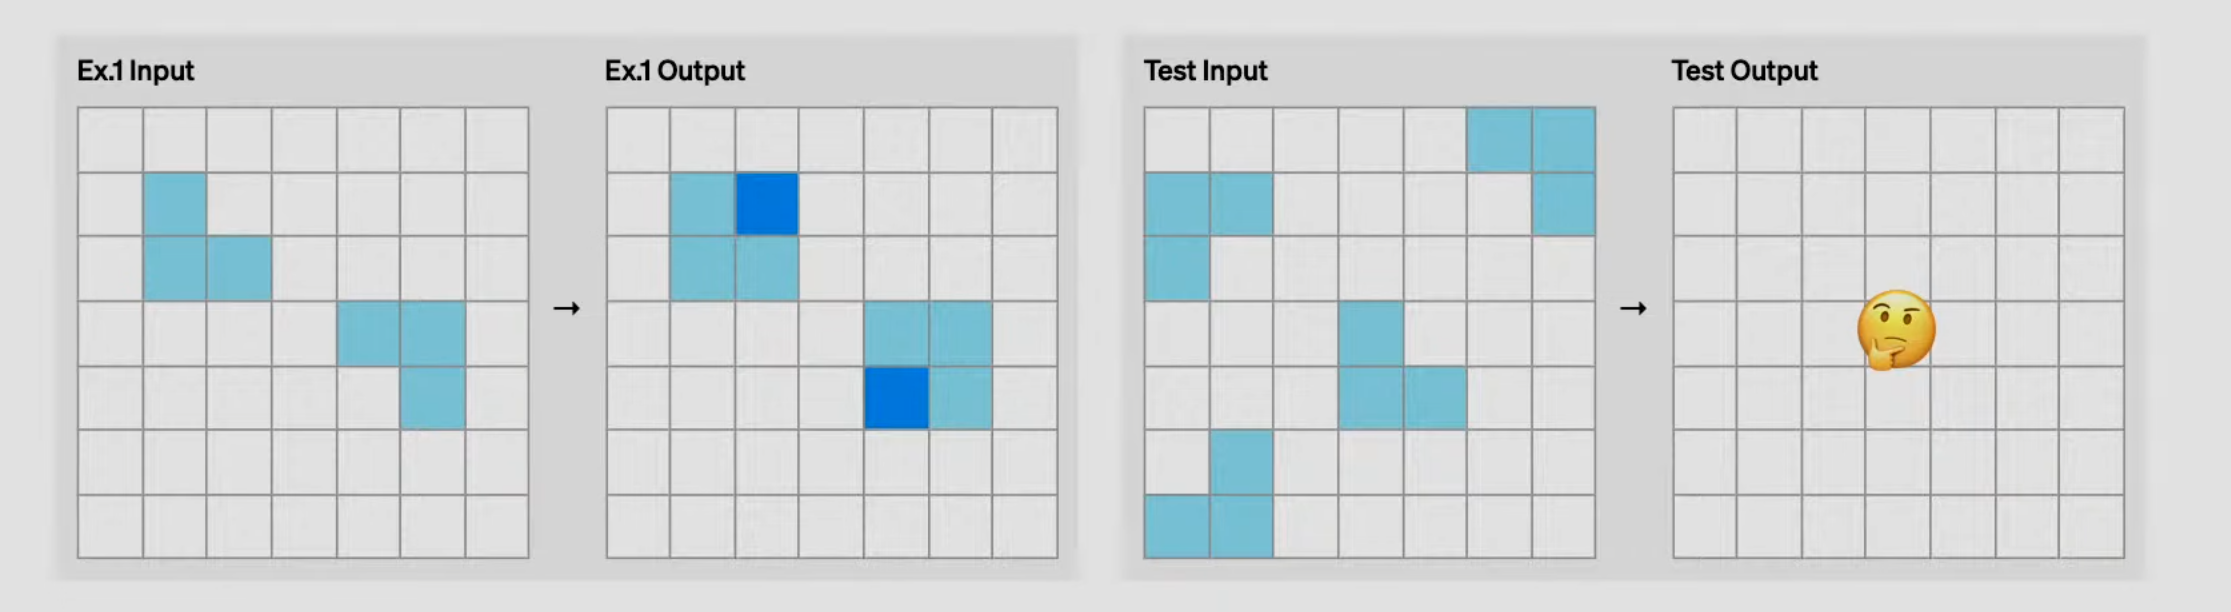 Ex.1 Input
Ex.1 Output
Test Input
Test Output
→
→